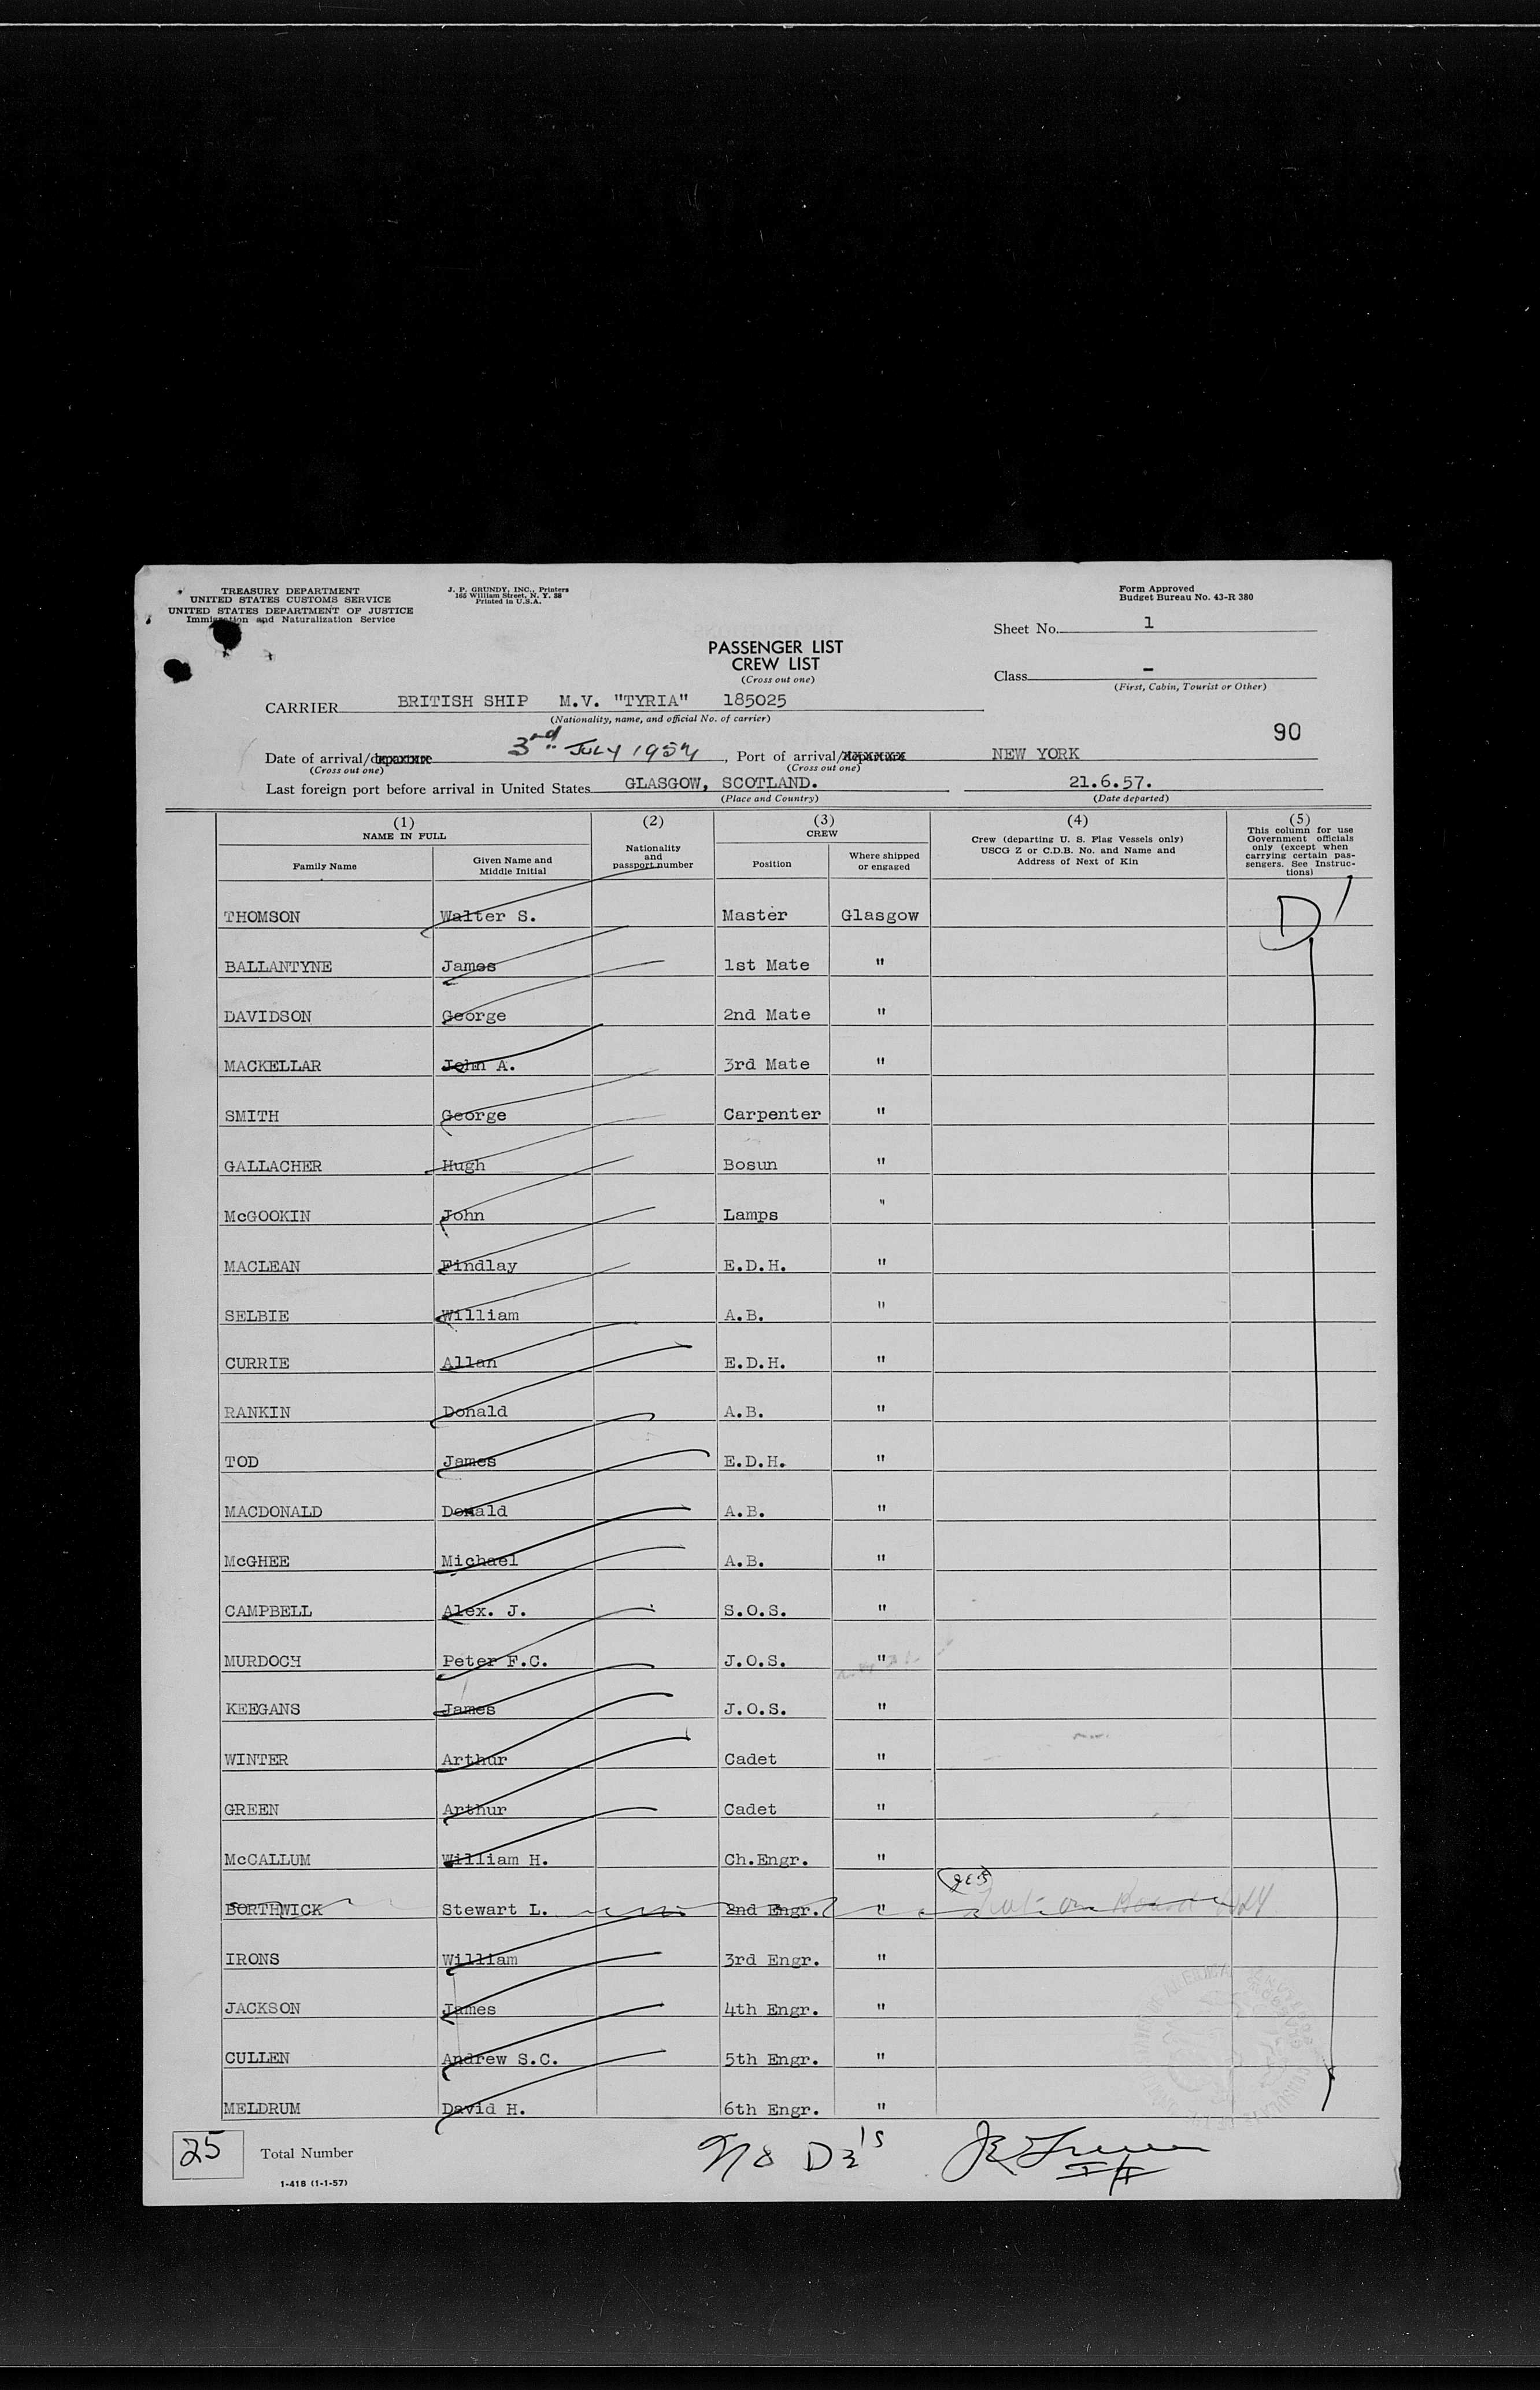 TREASURY DEPARTMENT
UNITED STATES CUSTOMS SERVICE
UNITED STATES DEPARTMENT OF JUSTICE
Immigration and Naturalization Service
J. P. GRUNDY, INC., Printers
165 William Street, N. Y. 38
Printed in U.S.A.
Form Approved
Budget Bureau No. 43-R 380
Sheet No. 1
PASSENGER LIST
CREW LIST
(Cross out one)
Class -
(First, Cabin, Tourist or Other)
CARRIER BRITISH SHIP M.V. "TYRIA" 185025
(Nationality, name, and official No. of carrier)
90
Date of arrival/departure 3rd JULY 1957, Port of arrival/departure NEW YORK
(Cross out one) (Cross out one)
Last foreign port before arrival in United States GLASGOW, SCOTLAND. 21.6.57.
(Place and Country) (Date departed)
(1) (2) (3) (4) (5)
NAME IN FULL
Family Name
Given Name and Middle Initial
Nationality and passport number
CREW
Position
Where shipped or engaged
Crew (departing U. S. Flag Vessels only)
USCG Z or C.D.B. No. and Name and
Address of Next of Kin
This column for use
Government officials
only (except when
carrying certain pas-
sengers. See Instruc-
tions)
THOMSON Walter S. Master Glasgow D
BALLANTYNE James 1st Mate "
DAVIDSON George 2nd Mate "
MACKELLAR John A. 3rd Mate "
SMITH George Carpenter "
GALLACHER Hugh Bosun "
McGOOKIN John Lamps "
MACLEAN Findlay E.D.H. "
SELBIE William A.B. "
CURRIE Allan E.D.H. "
RANKIN Donald A.B. "
TOD James E.D.H. "
MACDONALD Donald A.B. "
McGHEE Michael A.B. "
CAMPBELL Alex. J. S.O.S. "
MURDOCH Peter F.C. J.O.S. "
KEEGANS James J.O.S. "
WINTER Arthur Cadet "
GREEN Arthur Cadet "
McCALLUM William H. Ch.Engr. "
BORTHWICK Stewart L. 2nd Engr. " Not on Board
IRONS William 3rd Engr. "
JACKSON James 4th Engr. "
CULLEN Andrew S.C. 5th Engr. "
MELDRUM David H. 6th Engr. "
25 Total Number
1-418 (1-1-57)